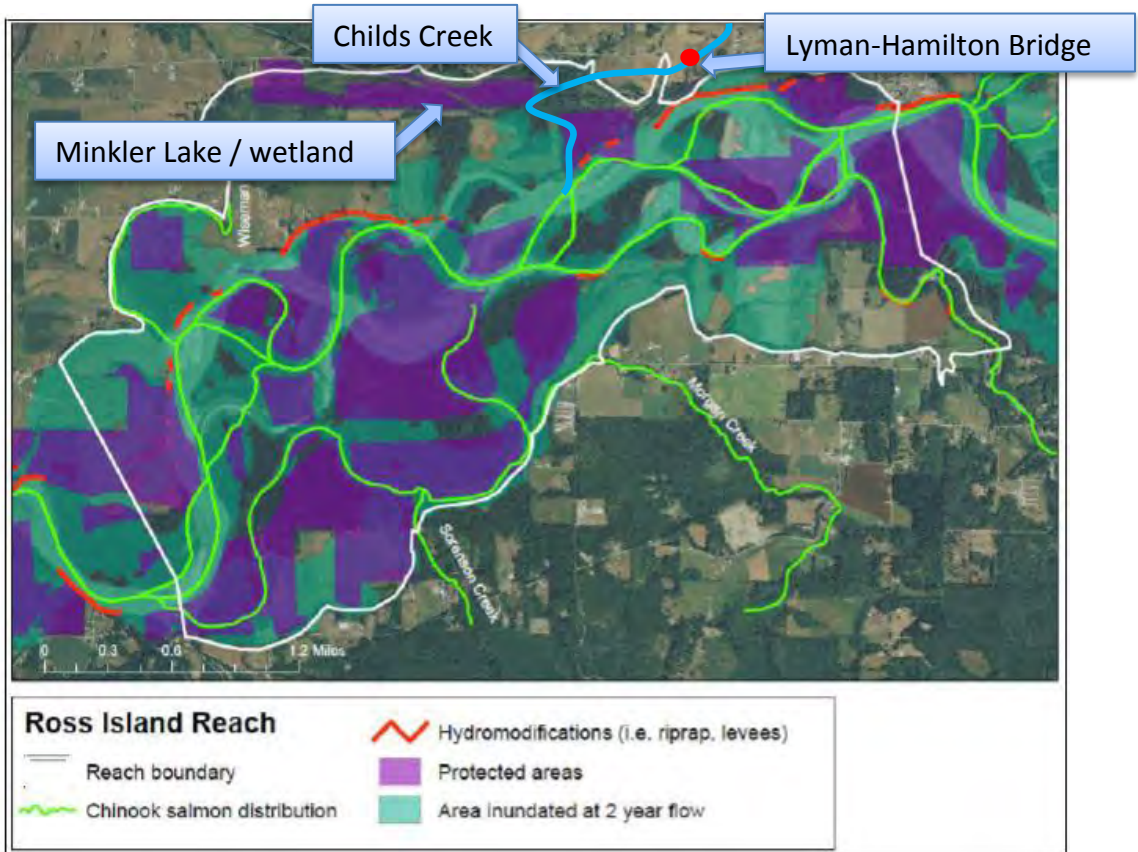 Childs Creek
Lyman-Hamilton Bridge
Minkler Lake / wetland
Wiseman
Morgan Creek
Sorenson Creek
0 0.3 0.6 1.2 Miles
Ross Island Reach
Reach boundary
Chinook salmon distribution
Hydromodifications (i.e. riprap, levees)
Protected areas
Area inundated at 2 year flow